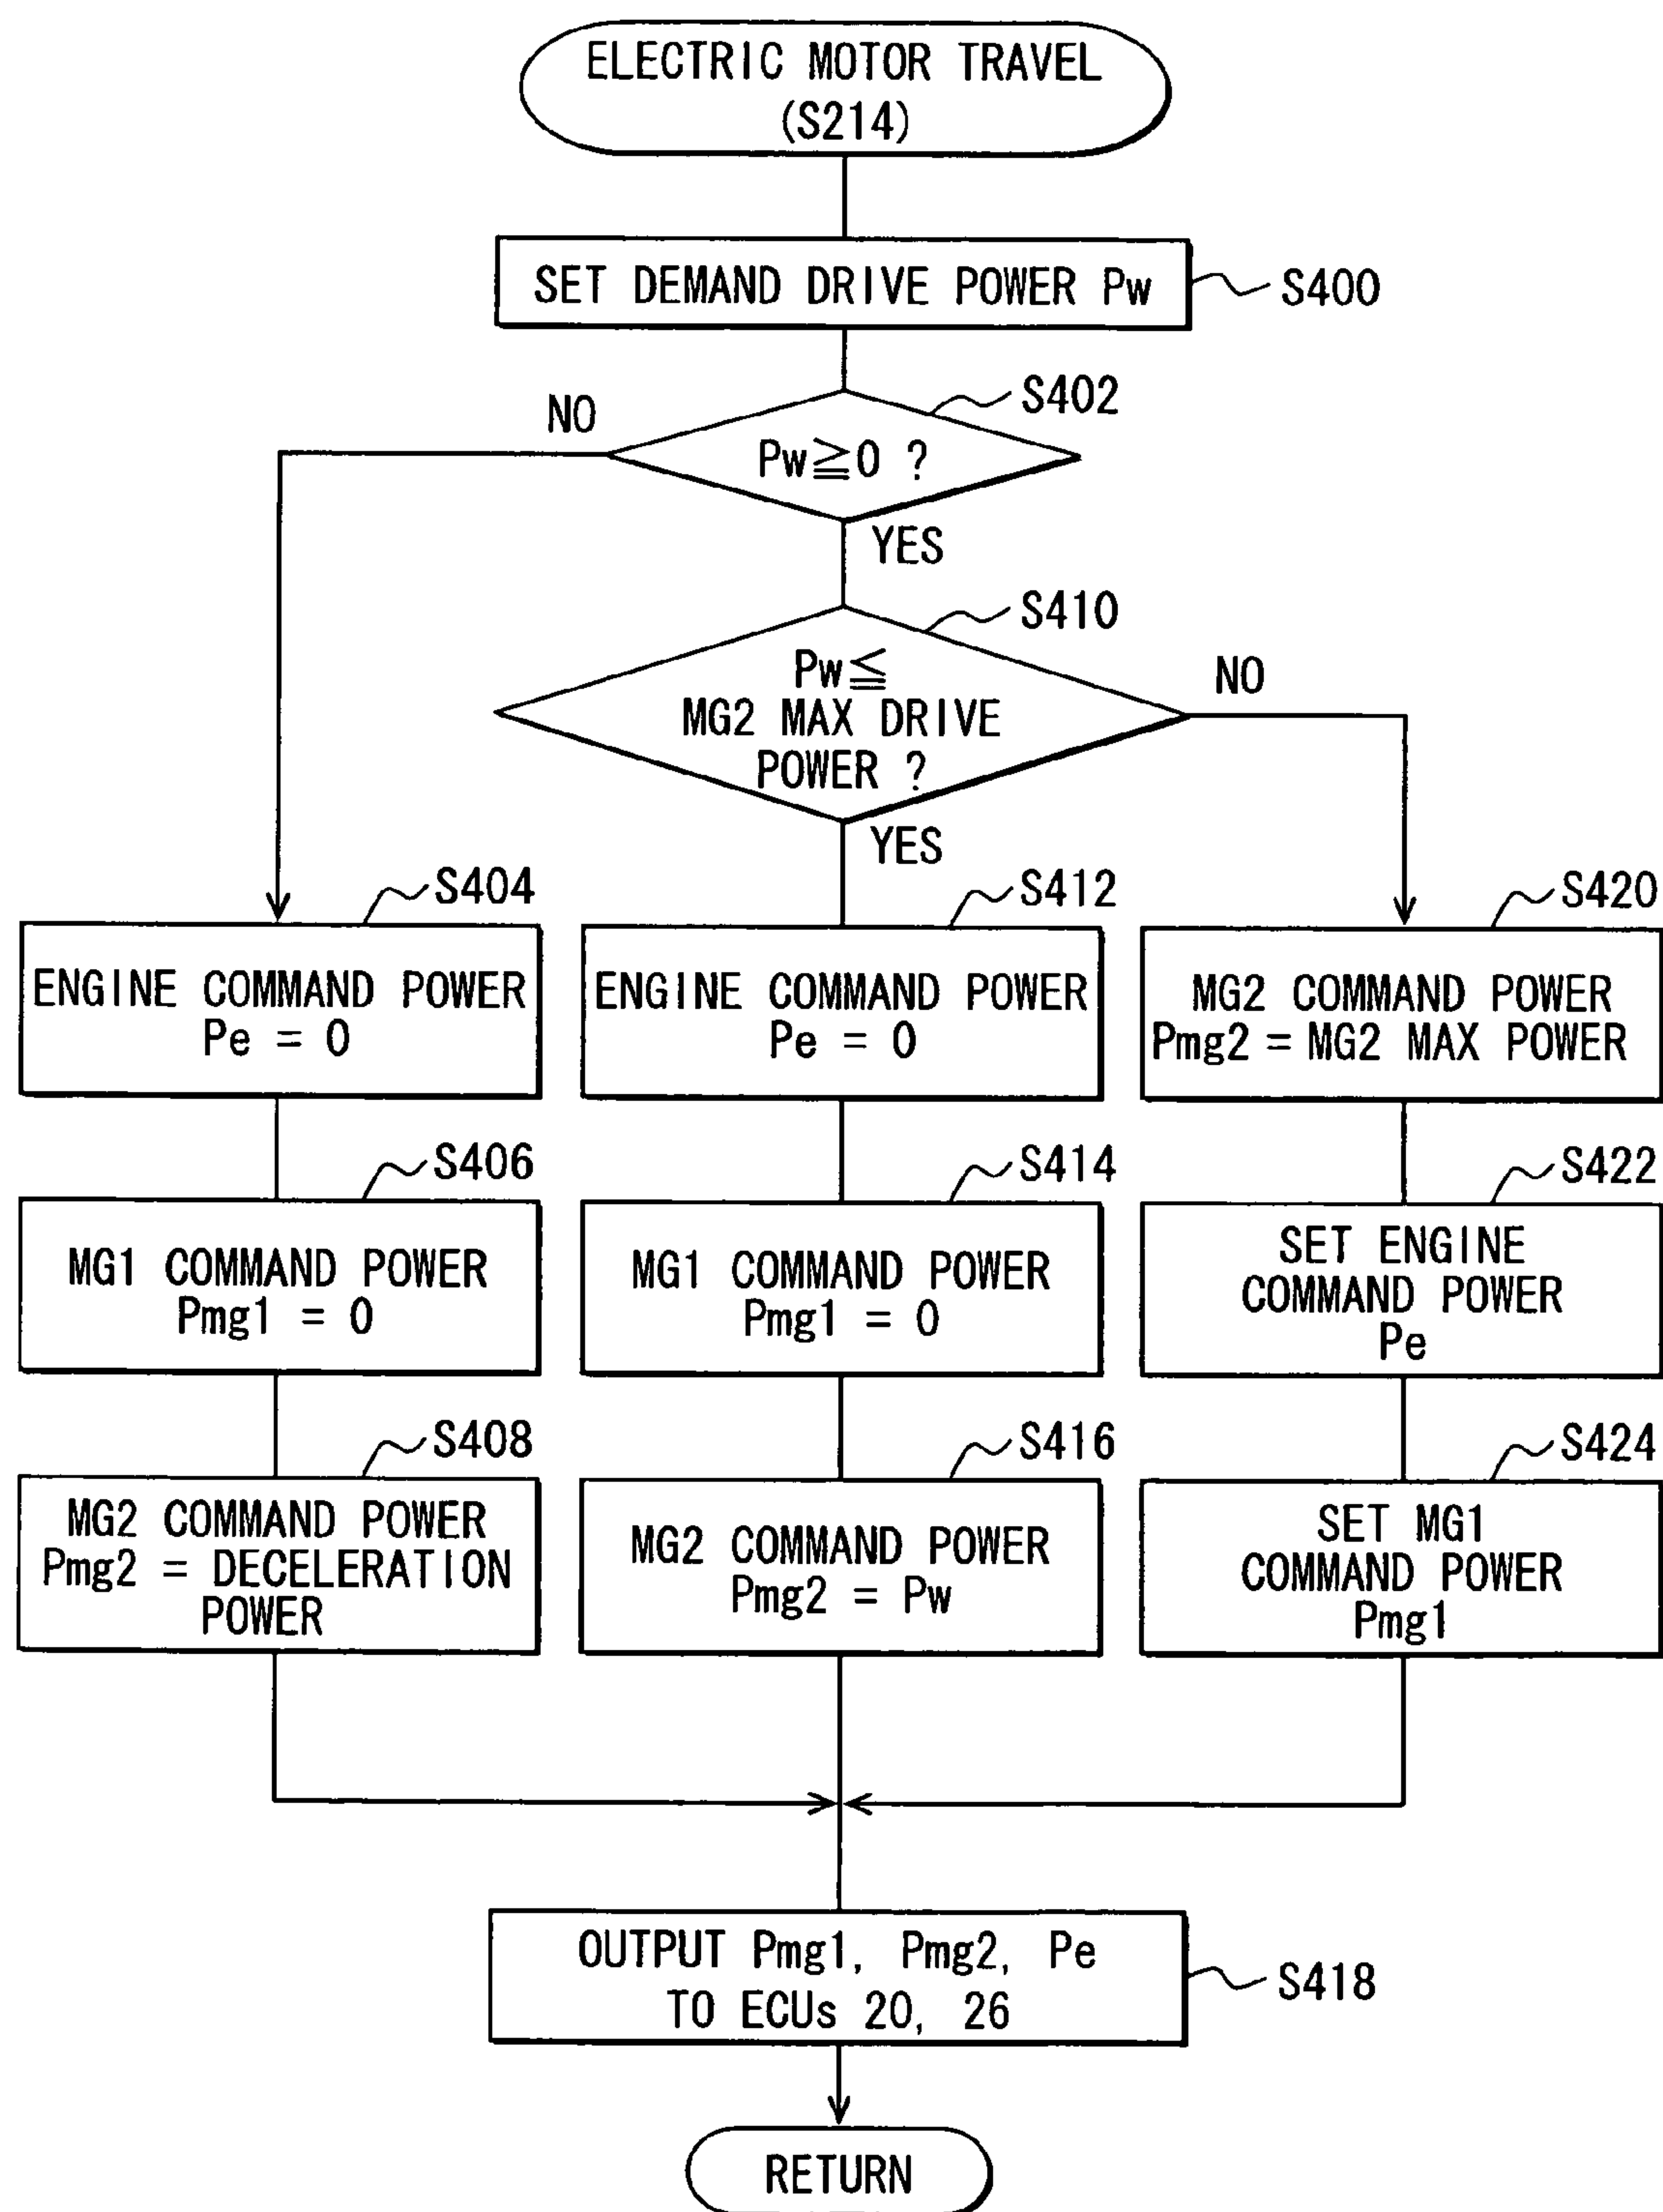 ELECTRIC MOTOR TRAVEL
(S214)
SET DEMAND DRIVE POWER Pw
S400
S402
NO
Pw≧0 ?
YES
S410
Pw≦
MG2 MAX DRIVE
POWER ?
NO
YES
S404
ENGINE COMMAND POWER
Pe = 0
S412
ENGINE COMMAND POWER
Pe = 0
S420
MG2 COMMAND POWER
Pmg2 = MG2 MAX POWER
S406
MG1 COMMAND POWER
Pmg1 = 0
S414
MG1 COMMAND POWER
Pmg1 = 0
S422
SET ENGINE
COMMAND POWER
Pe
S408
MG2 COMMAND POWER
Pmg2 = DECELERATION
POWER
S416
MG2 COMMAND POWER
Pmg2 = Pw
S424
SET MG1
COMMAND POWER
Pmg1
OUTPUT Pmg1, Pmg2, Pe
TO ECUs 20, 26
S418
RETURN